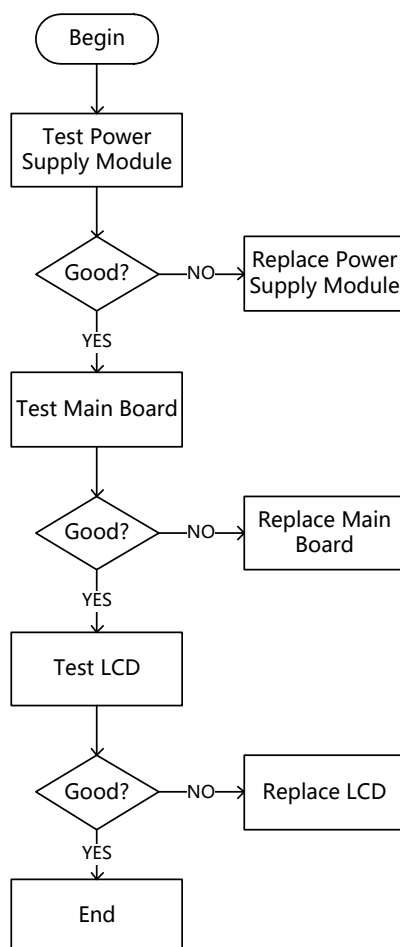 Begin
Test Power
Supply Module
Good?
NO
Replace Power
Supply Module
YES
Test Main Board
Good?
NO
Replace Main
Board
YES
Test LCD
Good?
NO
Replace LCD
YES
End